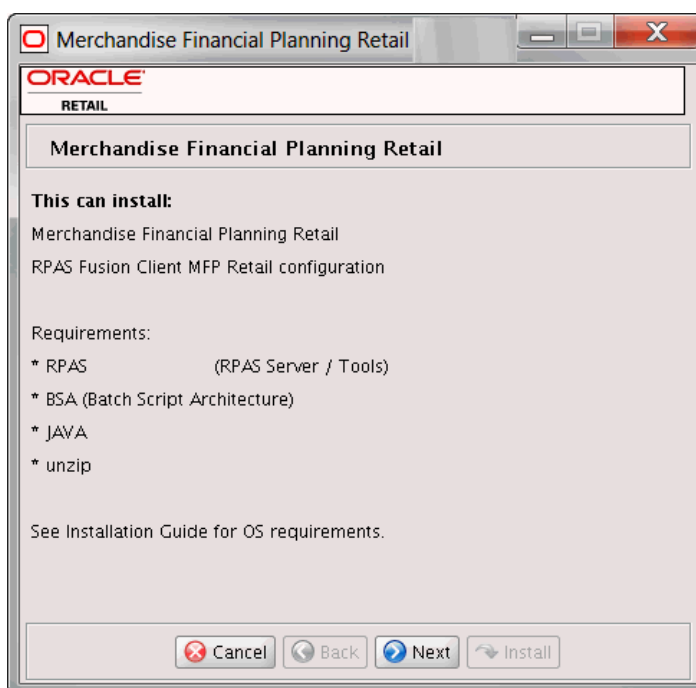 Merchandise Financial Planning Retail
ORACLE
RETAIL
Merchandise Financial Planning Retail
This can install:
Merchandise Financial Planning Retail
RPAS Fusion Client MFP Retail configuration
Requirements:
* RPAS (RPAS Server / Tools)
* BSA (Batch Script Architecture)
* JAVA
* unzip
See Installation Guide for OS requirements.
Cancel Back Next Install